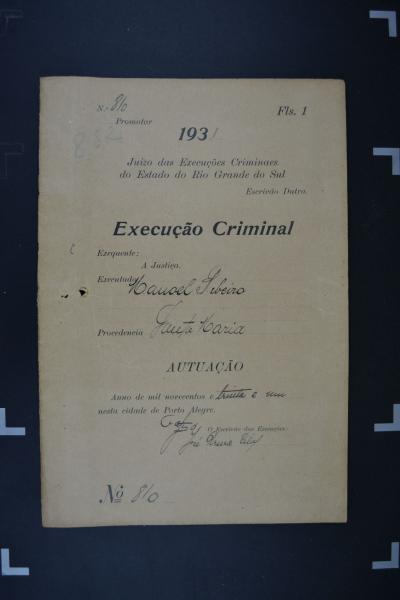 N.º 810 Fls. 1
Promotor
852
1931
Juizo das Execuções Criminaes
do Estado do Rio Grande do Sul
Escrivão Dutra.
Execução Criminal
Exequente:
A Justiça.
Executado Manoel Ribeiro
Procedencia Santa Maria
AUTUAÇÃO
Anno de mil novecentos e trinta e um
nesta cidade de Porto Alegre.
O Escrivão das Execuções:
José
Nº 810